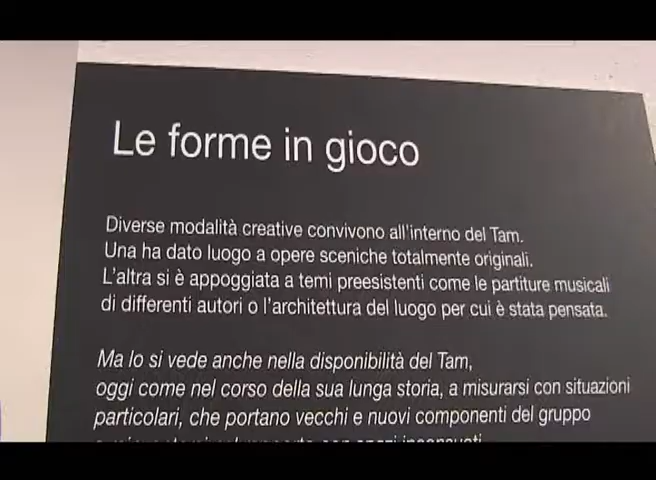 Le forme in gioco
Diverse modalità creative convivono all'interno del Tam.
Una ha dato luogo a opere sceniche totalmente originali.
L'altra si è appoggiata a temi preesistenti come le partiture musicali
di differenti autori o l'architettura del luogo per cui è stata pensata.
Ma lo si vede anche nella disponibilità del Tam,
oggi come nel corso della sua lunga storia, a misurarsi con situazioni
particolari, che portano vecchi e nuovi componenti del gruppo